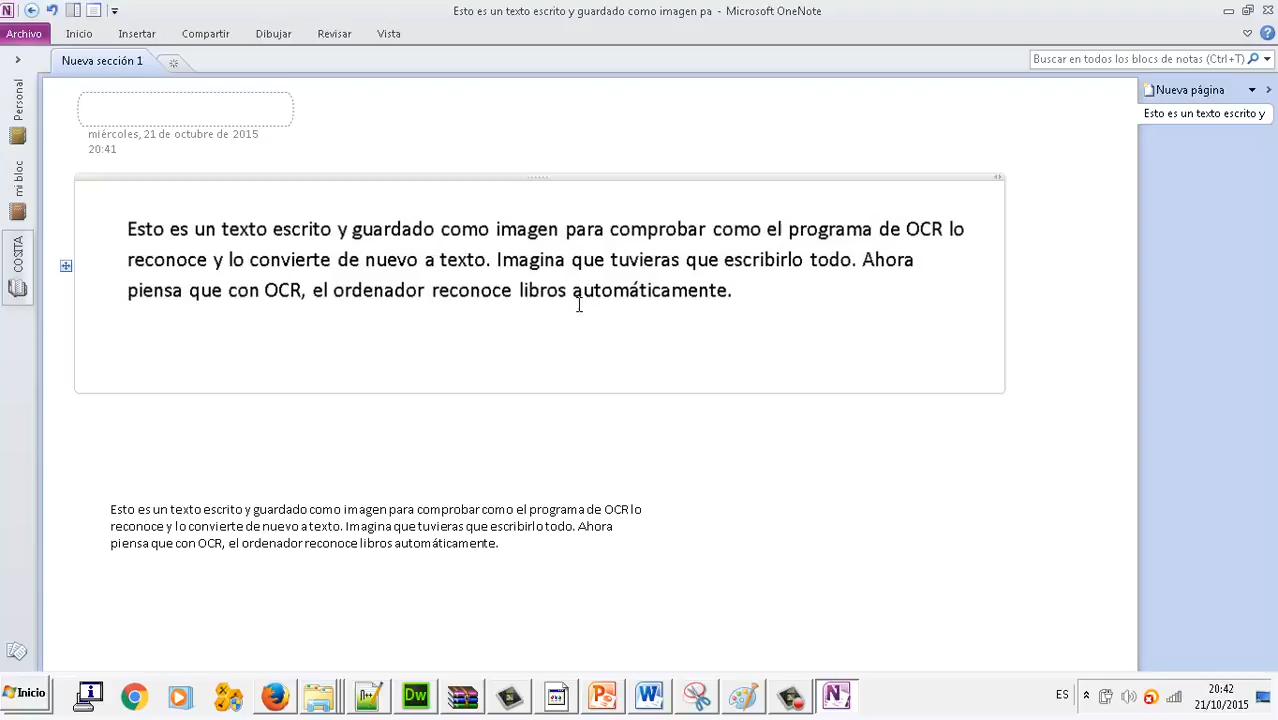 Esto es un texto escrito y guardado como imagen pa - Microsoft OneNote
Archivo Inicio Insertar Compartir Dibujar Revisar Vista
Nueva sección 1
Buscar en todos los blocs de notas (Ctrl+T)
Nueva página
Esto es un texto escrito y
Personal
mi bloc
COSITA
miércoles, 21 de octubre de 2015
20:41
Esto es un texto escrito y guardado como imagen para comprobar como el programa de OCR lo
reconoce y lo convierte de nuevo a texto. Imagina que tuvieras que escribirlo todo. Ahora
piensa que con OCR, el ordenador reconoce libros automáticamente.
Esto es un texto escrito y guardado como imagen para comprobar como el programa de OCR lo
reconoce y lo convierte de nuevo a texto. Imagina que tuvieras que escribirlo todo. Ahora
piensa que con OCR, el ordenador reconoce libros automáticamente.
Inicio
Dw
ES
20:42
21/10/2015